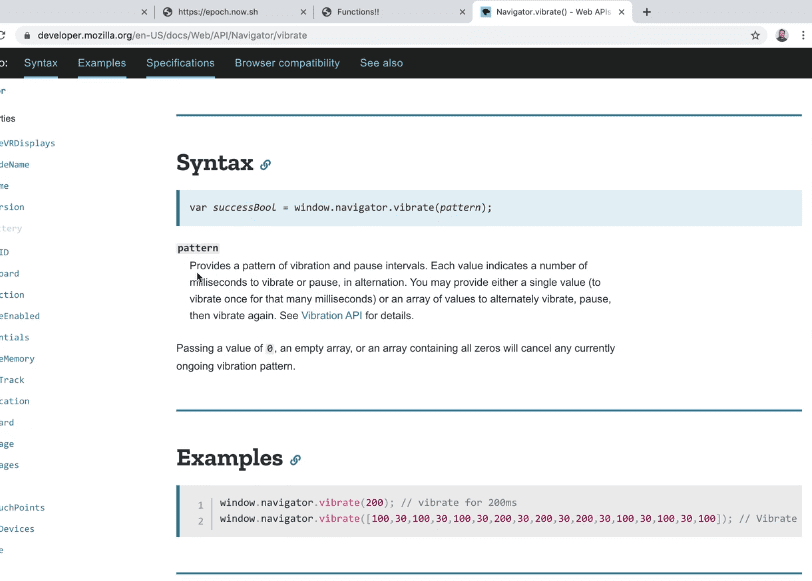 https://epoch.now.sh
Functions!!
Navigator.vibrate() - Web APIs
developer.mozilla.org/en-US/docs/Web/API/Navigator/vibrate
o: Syntax Examples Specifications Browser compatibility See also
or
rties
eVRDisplays
deName
me
rsion
ttery
ID
oard
ction
eEnabled
ntials
eMemory
Track
cation
ard
age
ages
uchPoints
Devices
e
Syntax
var successBool = window.navigator.vibrate(pattern);
pattern
Provides a pattern of vibration and pause intervals. Each value indicates a number of
milliseconds to vibrate or pause, in alternation. You may provide either a single value (to
vibrate once for that many milliseconds) or an array of values to alternately vibrate, pause,
then vibrate again. See Vibration API for details.
Passing a value of 0, an empty array, or an array containing all zeros will cancel any currently
ongoing vibration pattern.
Examples
1 window.navigator.vibrate(200); // vibrate for 200ms
2 window.navigator.vibrate([100,30,100,30,100,30,200,30,200,30,200,30,100,30,100,30,100]); // Vibrate